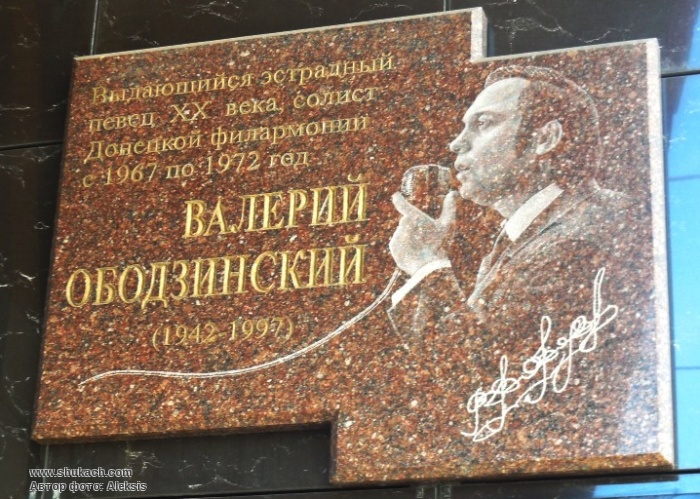 Выдающийся эстрадный
певец XX века, солист
Донецкой филармонии
с 1967 по 1972 год
ВАЛЕРИЙ
ОБОДЗИНСКИЙ
(1942-1997)
www.shukach.com
Автор фото: Aleksis